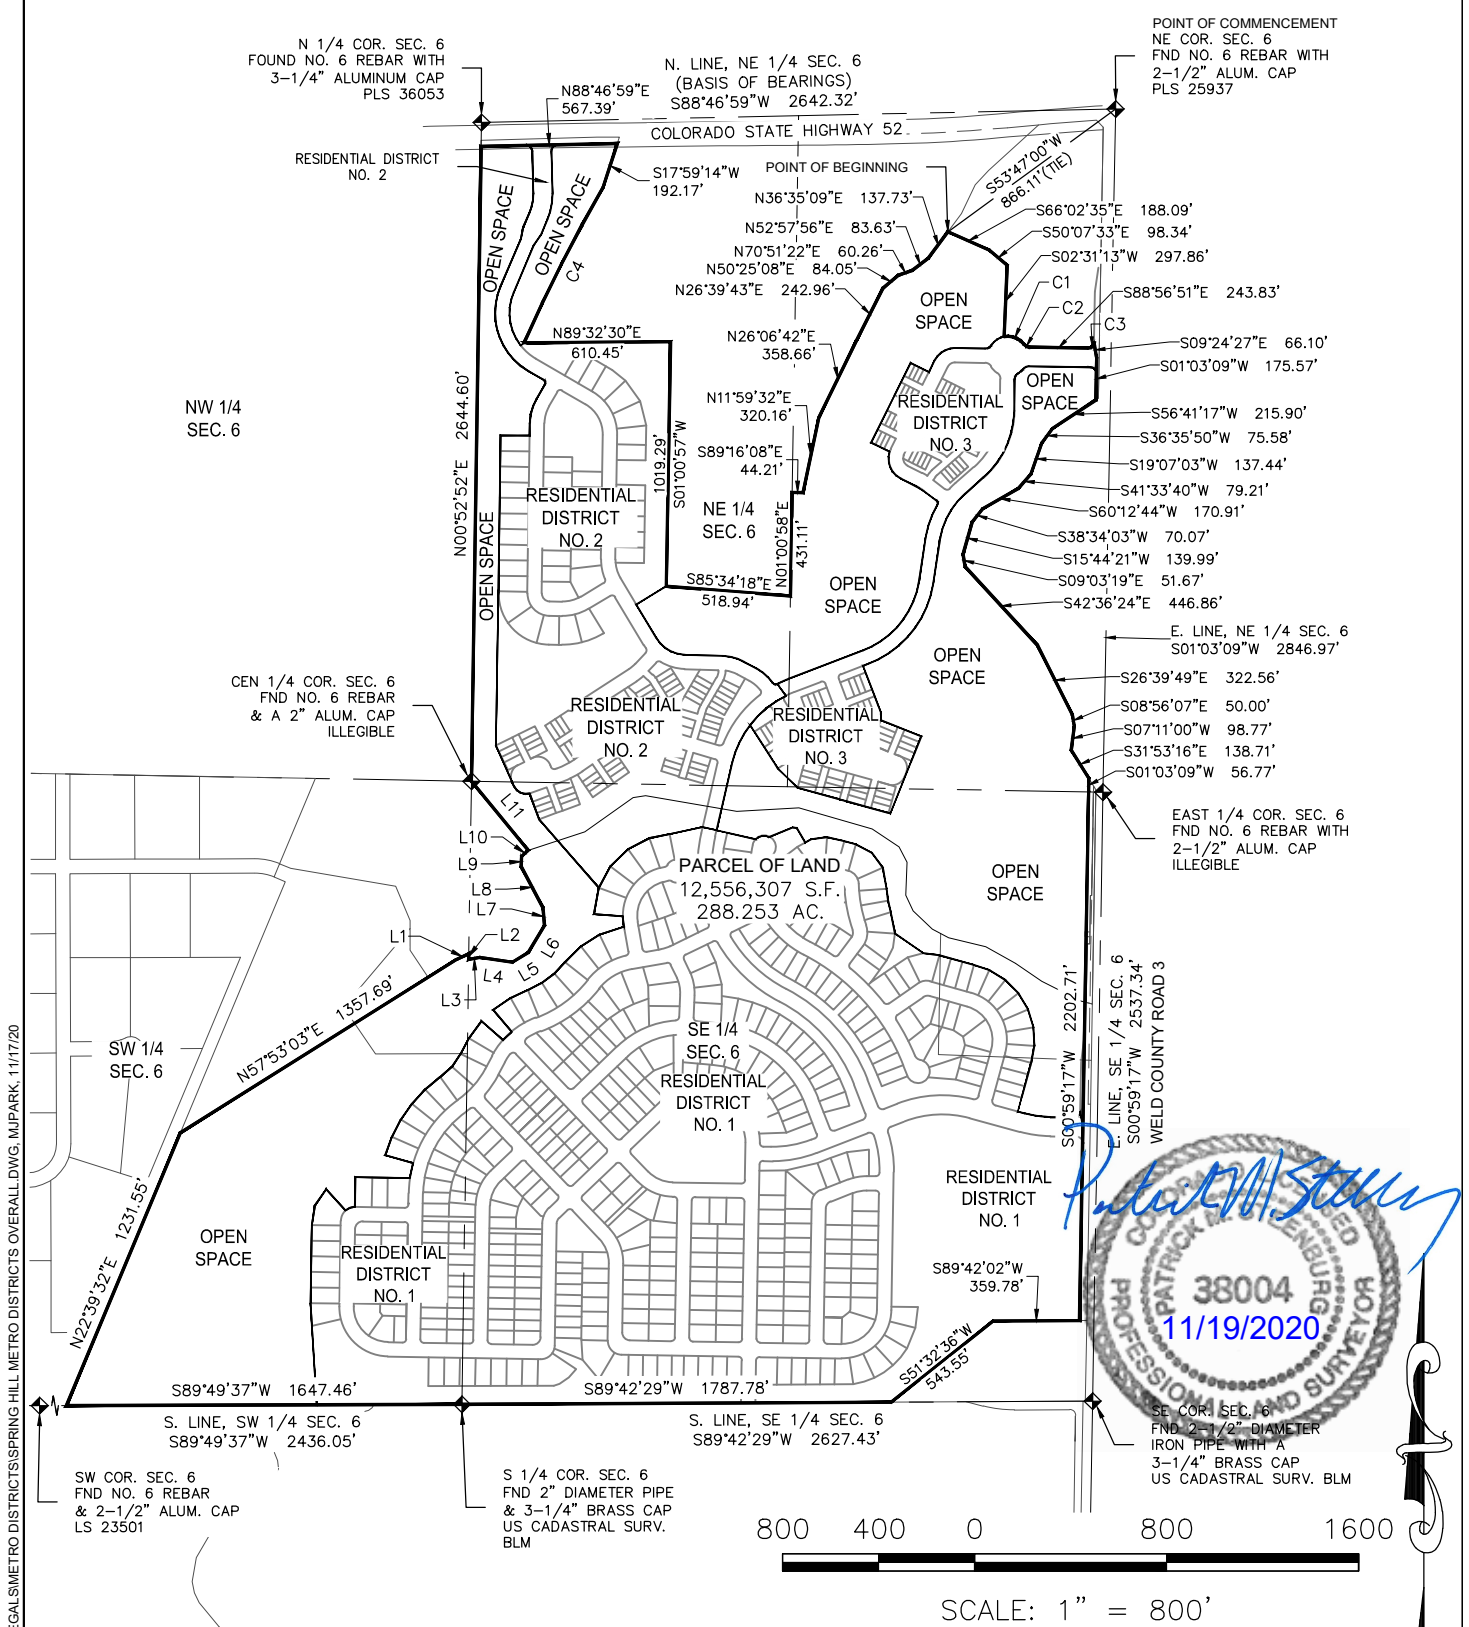 POINT OF COMMENCEMENT
NE COR. SEC. 6
FND NO. 6 REBAR WITH
2-1/2" ALUM. CAP
PLS 25937
N 1/4 COR. SEC. 6
FOUND NO. 6 REBAR WITH
3-1/4" ALUMINUM CAP
PLS 36053
N. LINE, NE 1/4 SEC. 6
(BASIS OF BEARINGS)
S88°46'59"W 2642.32'
N88°46'59"E
567.39'
COLORADO STATE HIGHWAY 52
RESIDENTIAL DISTRICT
NO. 2
S17°59'14"W
192.17'
POINT OF BEGINNING
S53°47'00"W
866.11'(TIE)
N36°35'09"E 137.73'
N52°57'56"E 83.63'
N70°51'22"E 60.26'
N50°25'08"E 84.05'
N26°39'43"E 242.96'
S66°02'35"E 188.09'
S50°07'33"E 98.34'
S02°31'13"W 297.86'
C1
C2
S88°56'51"E 243.83'
C3
S09°24'27"E 66.10'
S01°03'09"W 175.57'
OPEN SPACE
OPEN SPACE
C4
OPEN
SPACE
N89°32'30"E
610.45'
N26°06'42"E
358.66'
N11°59'32"E
320.16'
S89°16'08"E
44.21'
RESIDENTIAL
DISTRICT
NO. 3
OPEN
SPACE
S56°41'17"W 215.90'
S36°35'50"W 75.58'
S19°07'03"W 137.44'
S41°33'40"W 79.21'
S60°12'44"W 170.91'
S38°34'03"W 70.07'
S15°44'21"W 139.99'
S09°03'19"E 51.67'
S42°36'24"E 446.86'
NW 1/4
SEC. 6
N00°52'52"E 2644.60'
OPEN SPACE
RESIDENTIAL
DISTRICT
NO. 2
1019.29'
S01°00'57"W
NE 1/4
SEC. 6
N01°00'58"E
431.11'
S85°34'18"E
518.94'
OPEN
SPACE
E. LINE, NE 1/4 SEC. 6
S01°03'09"W 2846.97'
OPEN
SPACE
S26°39'49"E 322.56'
S08°56'07"E 50.00'
S07°11'00"W 98.77'
S31°53'16"E 138.71'
S01°03'09"W 56.77'
CEN 1/4 COR. SEC. 6
FND NO. 6 REBAR
& A 2" ALUM. CAP
ILLEGIBLE
RESIDENTIAL
DISTRICT
NO. 2
RESIDENTIAL
DISTRICT
NO. 3
EAST 1/4 COR. SEC. 6
FND NO. 6 REBAR WITH
2-1/2" ALUM. CAP
ILLEGIBLE
L11
L10
L9
L8
L7
L1
L2
L3
L4
L5
L6
PARCEL OF LAND
12,556,307 S.F.
288.253 AC.
OPEN
SPACE
N57°53'03"E 1357.69'
SW 1/4
SEC. 6
SE 1/4
SEC. 6
RESIDENTIAL
DISTRICT
NO. 1
S00°59'17"W 2202.71'
E. LINE, SE 1/4 SEC. 6
S00°59'17"W 2537.34'
WELD COUNTY ROAD 3
N22°39'32"E 1231.55'
OPEN
SPACE
RESIDENTIAL
DISTRICT
NO. 1
RESIDENTIAL
DISTRICT
NO. 1
S89°42'02"W
359.78'
S51°32'36"W
543.55'
COLORADO LICENSED
PATRICK M. STEENBURG
38004
11/19/2020
PROFESSIONAL LAND SURVEYOR
S89°49'37"W 1647.46'
S89°42'29"W 1787.78'
S. LINE, SW 1/4 SEC. 6
S89°49'37"W 2436.05'
S. LINE, SE 1/4 SEC. 6
S89°42'29"W 2627.43'
SE COR. SEC. 6
FND 2-1/2" DIAMETER
IRON PIPE WITH A
3-1/4" BRASS CAP
US CADASTRAL SURV. BLM
SW COR. SEC. 6
FND NO. 6 REBAR
& 2-1/2" ALUM. CAP
LS 23501
S 1/4 COR. SEC. 6
FND 2" DIAMETER PIPE
& 3-1/4" BRASS CAP
US CADASTRAL SURV.
BLM
800 400 0 800 1600
SCALE: 1" = 800'
EGALS\METRO DISTRICTS\SPRING HILL METRO DISTRICTS OVERALL.DWG, MJPARK, 11/17/20